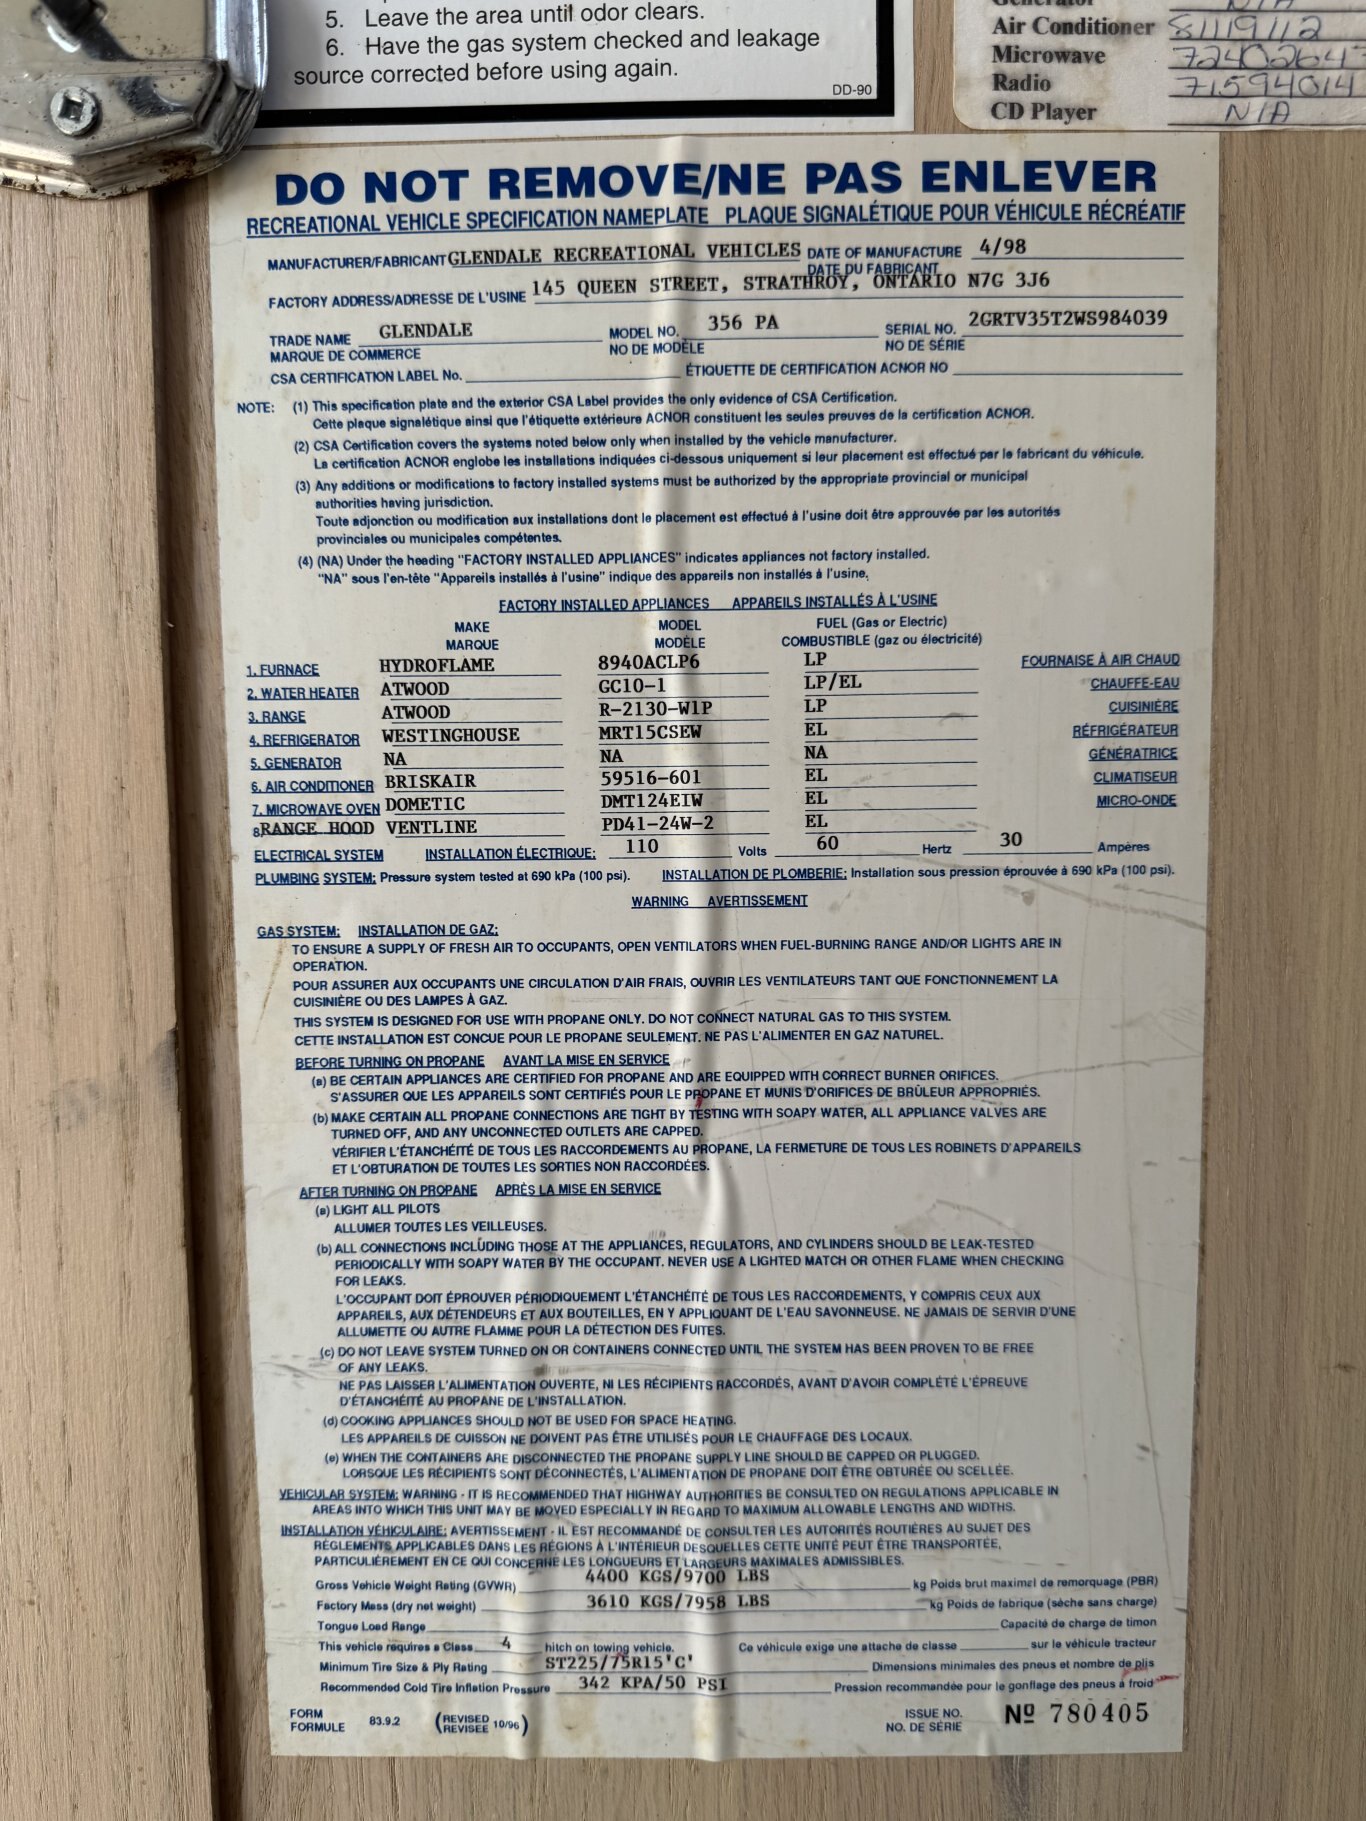 5. Leave the area until odor clears.
6. Have the gas system checked and leakage
source corrected before using again.
DD-90
Air Conditioner 81119112
Microwave
Radio 71594014
CD Player N/A
DO NOT REMOVE/NE PAS ENLEVER
RECREATIONAL VEHICLE SPECIFICATION NAMEPLATE PLAQUE SIGNALÉTIQUE POUR VÉHICULE RÉCRÉATIF
MANUFACTURER/FABRICANT GLENDALE RECREATIONAL VEHICLES DATE OF MANUFACTURE 4/98
DATE DU FABRICANT
FACTORY ADDRESS/ADRESSE DE L'USINE 145 QUEEN STREET, STRATHROY, ONTARIO N7G 3J6
TRADE NAME GLENDALE MODEL NO. 356 PA SERIAL NO. 2GRTV35T2WS984039
MARQUE DE COMMERCE NO DE MODÈLE NO DE SÉRIE
CSA CERTIFICATION LABEL No. ÉTIQUETTE DE CERTIFICATION ACNOR NO
NOTE: (1) This specification plate and the exterior CSA Label provides the only evidence of CSA Certification.
Cette plaque signalétique ainsi que l'étiquette extérieure ACNOR constituent les seules preuves de la certification ACNOR.
(2) CSA Certification covers the systems noted below only when installed by the vehicle manufacturer.
La certification ACNOR englobe les installations indiquées ci-dessous uniquement si leur placement est effectué par le fabricant du véhicule.
(3) Any additions or modifications to factory installed systems must be authorized by the appropriate provincial or municipal
authorities having jurisdiction.
Toute adjonction ou modification aux installations dont le placement est effectué à l'usine doit être approuvée par les autorités
provinciales ou municipales compétentes.
(4) (NA) Under the heading "FACTORY INSTALLED APPLIANCES" indicates appliances not factory installed.
"NA" sous l'en-tête "Appareils installés à l'usine" indique des appareils non installés à l'usine.
FACTORY INSTALLED APPLIANCES APPAREILS INSTALLÉS À L'USINE
MAKE MODEL FUEL (Gas or Electric)
MARQUE MODÈLE COMBUSTIBLE (gaz ou électricité)
1. FURNACE HYDROFLAME 8940ACLP6 LP FOURNAISE À AIR CHAUD
2. WATER HEATER ATWOOD GC10-1 LP/EL CHAUFFE-EAU
3. RANGE ATWOOD R-2130-W1P LP CUISINIÈRE
4. REFRIGERATOR WESTINGHOUSE MRT15CSEW EL RÉFRIGÉRATEUR
5. GENERATOR NA NA NA GÉNÉRATRICE
6. AIR CONDITIONER BRISKAIR 59516-601 EL CLIMATISEUR
7. MICROWAVE OVEN DOMETIC DMT124EIW EL MICRO-ONDE
8. RANGE HOOD VENTLINE PD41-24W-2 EL
ELECTRICAL SYSTEM INSTALLATION ÉLECTRIQUE: 110 Volts 60 Hertz 30 Ampères
PLUMBING SYSTEM: Pressure system tested at 690 kPa (100 psi). INSTALLATION DE PLOMBERIE: Installation sous pression éprouvée à 690 kPa (100 psi).
WARNING AVERTISSEMENT
GAS SYSTEM: INSTALLATION DE GAZ:
TO ENSURE A SUPPLY OF FRESH AIR TO OCCUPANTS, OPEN VENTILATORS WHEN FUEL-BURNING RANGE AND/OR LIGHTS ARE IN
OPERATION.
POUR ASSURER AUX OCCUPANTS UNE CIRCULATION D'AIR FRAIS, OUVRIR LES VENTILATEURS TANT QUE FONCTIONNEMENT LA
CUISINIÈRE OU DES LAMPES À GAZ.
THIS SYSTEM IS DESIGNED FOR USE WITH PROPANE ONLY. DO NOT CONNECT NATURAL GAS TO THIS SYSTEM.
CETTE INSTALLATION EST CONCUE POUR LE PROPANE SEULEMENT. NE PAS L'ALIMENTER EN GAZ NATUREL.
BEFORE TURNING ON PROPANE AVANT LA MISE EN SERVICE
(a) BE CERTAIN APPLIANCES ARE CERTIFIED FOR PROPANE AND ARE EQUIPPED WITH CORRECT BURNER ORIFICES.
S'ASSURER QUE LES APPAREILS SONT CERTIFIÉS POUR LE PROPANE ET MUNIS D'ORIFICES DE BRÛLEUR APPROPRIÉS.
(b) MAKE CERTAIN ALL PROPANE CONNECTIONS ARE TIGHT BY TESTING WITH SOAPY WATER, ALL APPLIANCE VALVES ARE
TURNED OFF, AND ANY UNCONNECTED OUTLETS ARE CAPPED.
VÉRIFIER L'ÉTANCHÉITÉ DE TOUS LES RACCORDEMENTS AU PROPANE, LA FERMETURE DE TOUS LES ROBINETS D'APPAREILS
ET L'OBTURATION DE TOUTES LES SORTIES NON RACCORDÉES.
AFTER TURNING ON PROPANE APRÈS LA MISE EN SERVICE
(a) LIGHT ALL PILOTS
ALLUMER TOUTES LES VEILLEUSES.
(b) ALL CONNECTIONS INCLUDING THOSE AT THE APPLIANCES, REGULATORS, AND CYLINDERS SHOULD BE LEAK-TESTED
PERIODICALLY WITH SOAPY WATER BY THE OCCUPANT. NEVER USE A LIGHTED MATCH OR OTHER FLAME WHEN CHECKING
FOR LEAKS.
L'OCCUPANT DOIT ÉPROUVER PÉRIODIQUEMENT L'ÉTANCHÉITÉ DE TOUS LES RACCORDEMENTS, Y COMPRIS CEUX AUX
APPAREILS, AUX DÉTENDEURS ET AUX BOUTEILLES, EN Y APPLIQUANT DE L'EAU SAVONNEUSE. NE JAMAIS DE SERVIR D'UNE
ALLUMETTE OU AUTRE FLAMME POUR LA DÉTECTION DES FUITES.
(c) DO NOT LEAVE SYSTEM TURNED ON OR CONTAINERS CONNECTED UNTIL THE SYSTEM HAS BEEN PROVEN TO BE FREE
OF ANY LEAKS.
NE PAS LAISSER L'ALIMENTATION OUVERTE, NI LES RÉCIPIENTS RACCORDÉS, AVANT D'AVOIR COMPLÉTÉ L'ÉPREUVE
D'ÉTANCHÉITÉ AU PROPANE DE L'INSTALLATION.
(d) COOKING APPLIANCES SHOULD NOT BE USED FOR SPACE HEATING.
LES APPAREILS DE CUISSON NE DOIVENT PAS ÊTRE UTILISÉS POUR LE CHAUFFAGE DES LOCAUX.
(e) WHEN THE CONTAINERS ARE DISCONNECTED THE PROPANE SUPPLY LINE SHOULD BE CAPPED OR PLUGGED.
LORSQUE LES RÉCIPIENTS SONT DÉCONNECTÉS, L'ALIMENTATION DE PROPANE DOIT ÊTRE OBTURÉE OU SCELLÉE.
VEHICULAR SYSTEM: WARNING - IT IS RECOMMENDED THAT HIGHWAY AUTHORITIES BE CONSULTED ON REGULATIONS APPLICABLE IN
AREAS INTO WHICH THIS UNIT MAY BE MOVED ESPECIALLY IN REGARD TO MAXIMUM ALLOWABLE LENGTHS AND WIDTHS.
INSTALLATION VÉHICULAIRE: AVERTISSEMENT - IL EST RECOMMANDÉ DE CONSULTER LES AUTORITÉS ROUTIÈRES AU SUJET DES
RÈGLEMENTS APPLICABLES DANS LES RÉGIONS À L'INTÉRIEUR DESQUELLES CETTE UNITÉ PEUT ÊTRE TRANSPORTÉE,
PARTICULIÈREMENT EN CE QUI CONCERNE LES LONGUEURS ET LARGEURS MAXIMALES ADMISSIBLES.
Gross Vehicle Weight Rating (GVWR) 4400 KGS/9700 LBS kg Poids brut maximel de remorquage (PBR)
Factory Mass (dry net weight) 3610 KGS/7958 LBS kg Poids de fabrique (sèche sans charge)
Tongue Load Range Capacité de charge de timon
This vehicle requires a Class 4 hitch on towing vehicle. Ce véhicule exige une attache de classe sur le véhicule tracteur
Minimum Tire Size & Ply Rating ST225/75R15'C' Dimensions minimales des pneus et nombre de plis
Recommended Cold Tire Inflation Pressure 342 KPA/50 PSI Pression recommandée pour le gonflage des pneus à froid
FORM
FORMULE 83.9.2 (REVISED
REVISÉE 10/96)
ISSUE NO.
NO. DE SÉRIE Nº 780405